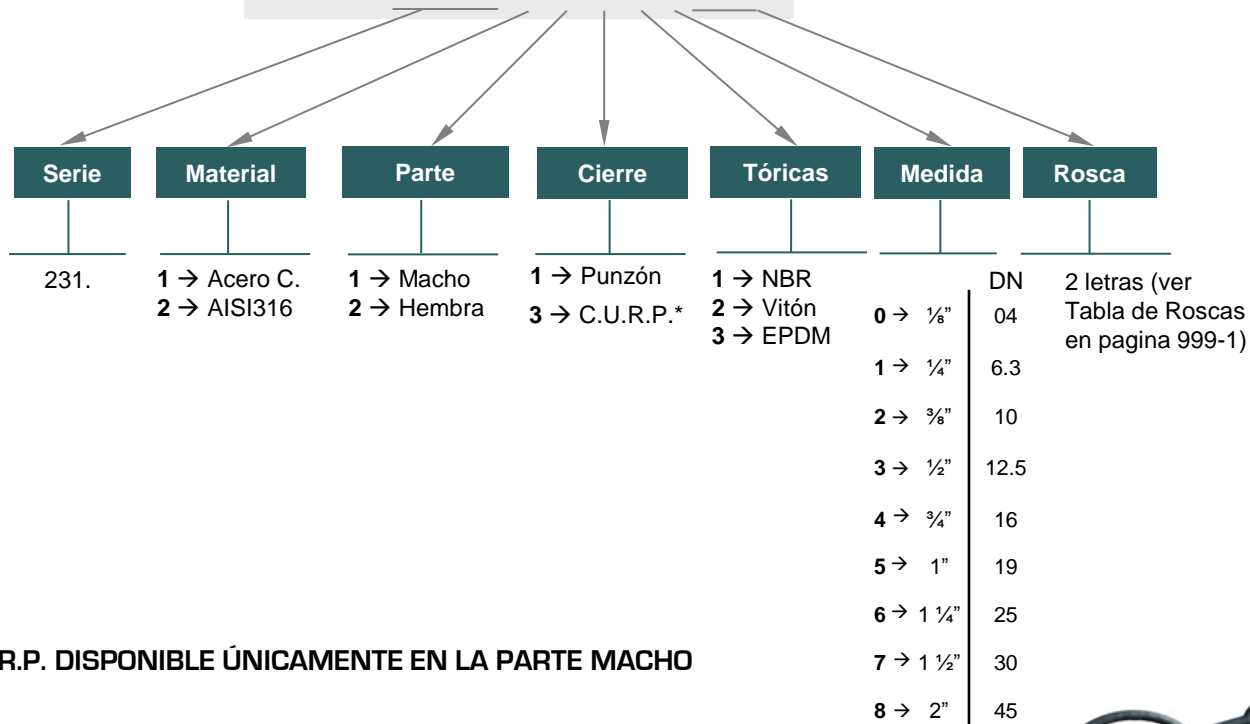 Serie Material Parte Cierre Tóricas Medida Rosca
231.
1 → Acero C.
2 → AISI316
1 → Macho
2 → Hembra
1 → Punzón
3 → C.U.R.P.*
1 → NBR
2 → Vitón
3 → EPDM
DN
0 → ⅛” 04
1 → ¼” 6.3
2 → ⅜” 10
3 → ½” 12.5
4 → ¾” 16
5 → 1” 19
6 → 1 ¼” 25
7 → 1 ½” 30
8 → 2” 45
2 letras (ver
Tabla de Roscas
en pagina 999-1)
R.P. DISPONIBLE ÚNICAMENTE EN LA PARTE MACHO